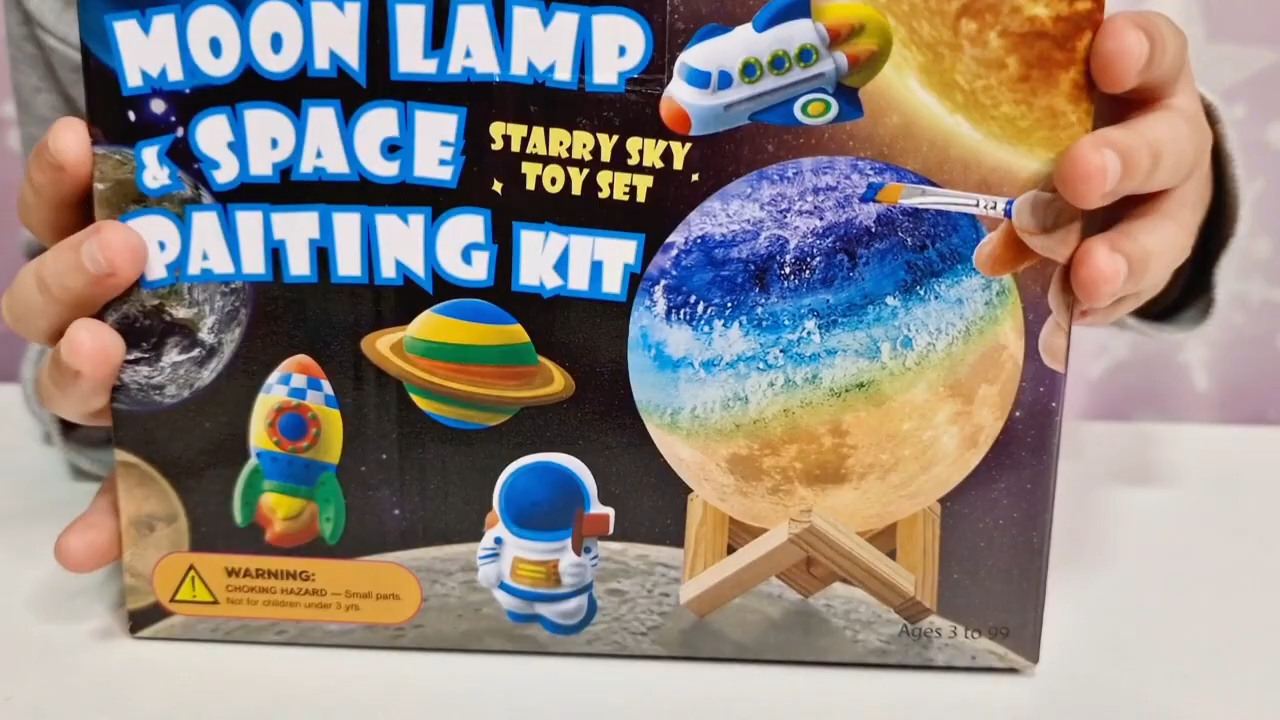 MOON LAMP
& SPACE
PAITING KIT
STARRY SKY
TOY SET
WARNING:
CHOKING HAZARD — Small parts.
Not for children under 3 yrs.
Ages 3 to 99